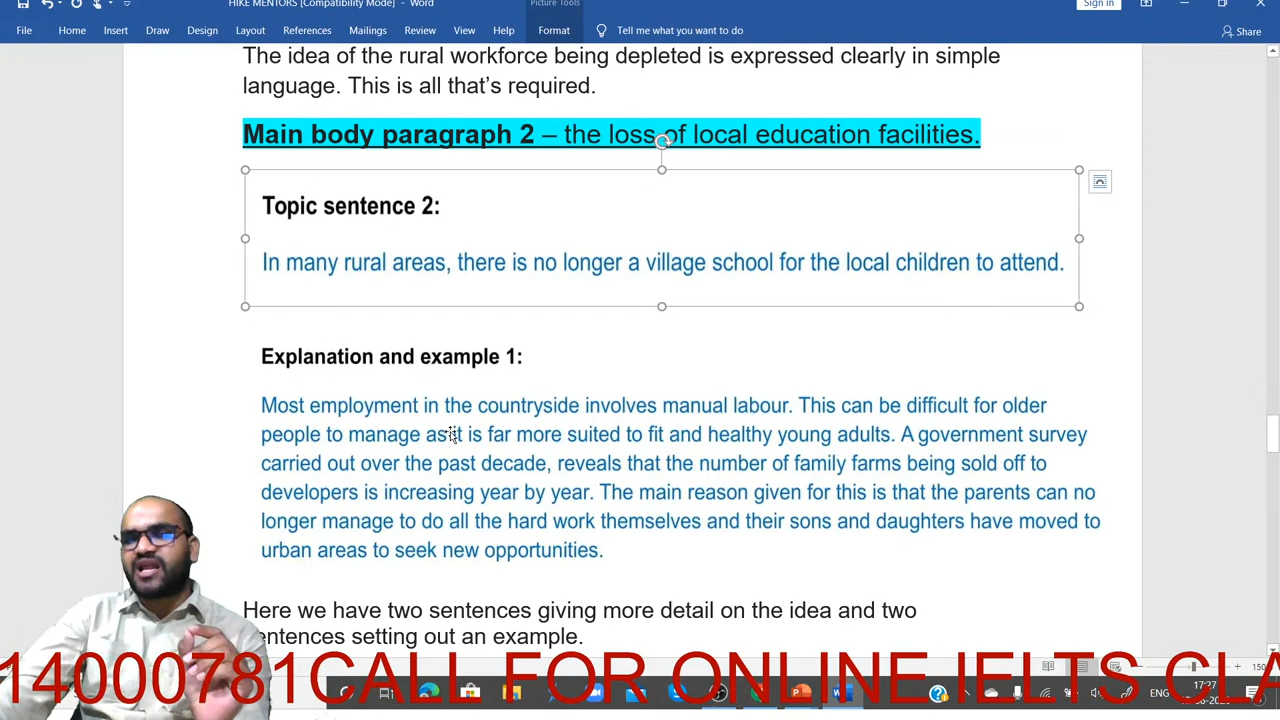 HIKE MENTORS [Compatibility Mode] - Word
Picture Tools
Sign in
File Home Insert Draw Design Layout References Mailings Review View Help Format Tell me what you want to do Share
The idea of the rural workforce being depleted is expressed clearly in simple
language. This is all that's required.
Main body paragraph 2 – the loss of local education facilities.
Topic sentence 2:
In many rural areas, there is no longer a village school for the local children to attend.
Explanation and example 1:
Most employment in the countryside involves manual labour. This can be difficult for older
people to manage as it is far more suited to fit and healthy young adults. A government survey
carried out over the past decade, reveals that the number of family farms being sold off to
developers is increasing year by year. The main reason given for this is that the parents can no
longer manage to do all the hard work themselves and their sons and daughters have moved to
urban areas to seek new opportunities.
Here we have two sentences giving more detail on the idea and two
sentences setting out an example.
14000781CALL FOR ONLINE IELTS CLA
ENG
17:27